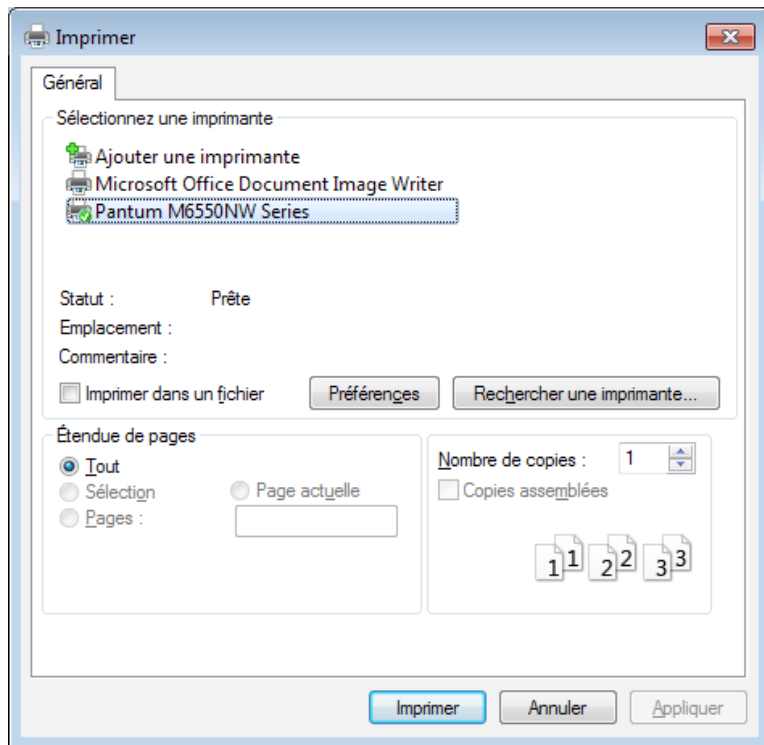 Imprimer
Général
Sélectionnez une imprimante
Ajouter une imprimante
Microsoft Office Document Image Writer
Pantum M6550NW Series
Statut : Prête
Emplacement :
Commentaire :
Imprimer dans un fichier Préférences Rechercher une imprimante...
Étendue de pages
Tout
Sélection Page actuelle
Pages :
Nombre de copies : 1
Copies assemblées
1 1 2 2 3 3
Imprimer Annuler Appliquer